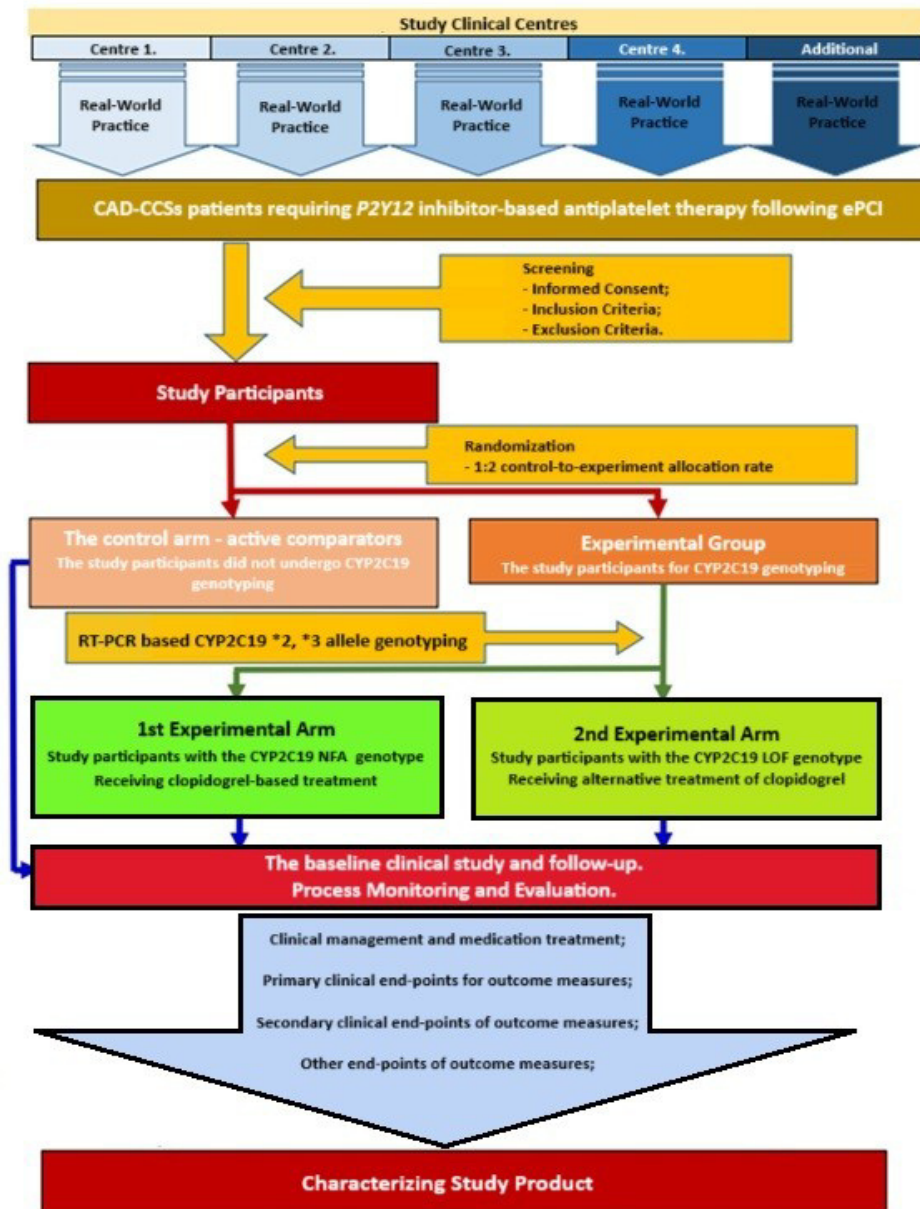 Study Clinical Centres
Centre 1.
Centre 2.
Centre 3.
Centre 4.
Additional
Real-World
Practice
Real-World
Practice
Real-World
Practice
Real-World
Practice
Real-World
Practice
CAD-CCSs patients requiring P2Y12 inhibitor-based antiplatelet therapy following ePCI
Screening
- Informed Consent;
- Inclusion Criteria;
- Exclusion Criteria.
Study Participants
Randomization
- 1:2 control-to-experiment allocation rate
The control arm - active comparators
The study participants did not undergo CYP2C19
genotyping
Experimental Group
The study participants for CYP2C19 genotyping
RT-PCR based CYP2C19 *2, *3 allele genotyping
1st Experimental Arm
Study participants with the CYP2C19 NFA genotype
Receiving clopidogrel-based treatment
2nd Experimental Arm
Study participants with the CYP2C19 LOF genotype
Receiving alternative treatment of clopidogrel
The baseline clinical study and follow-up.
Process Monitoring and Evaluation.
Clinical management and medication treatment;
Primary clinical end-points for outcome measures;
Secondary clinical end-points of outcome measures;
Other end-points of outcome measures;
Characterizing Study Product